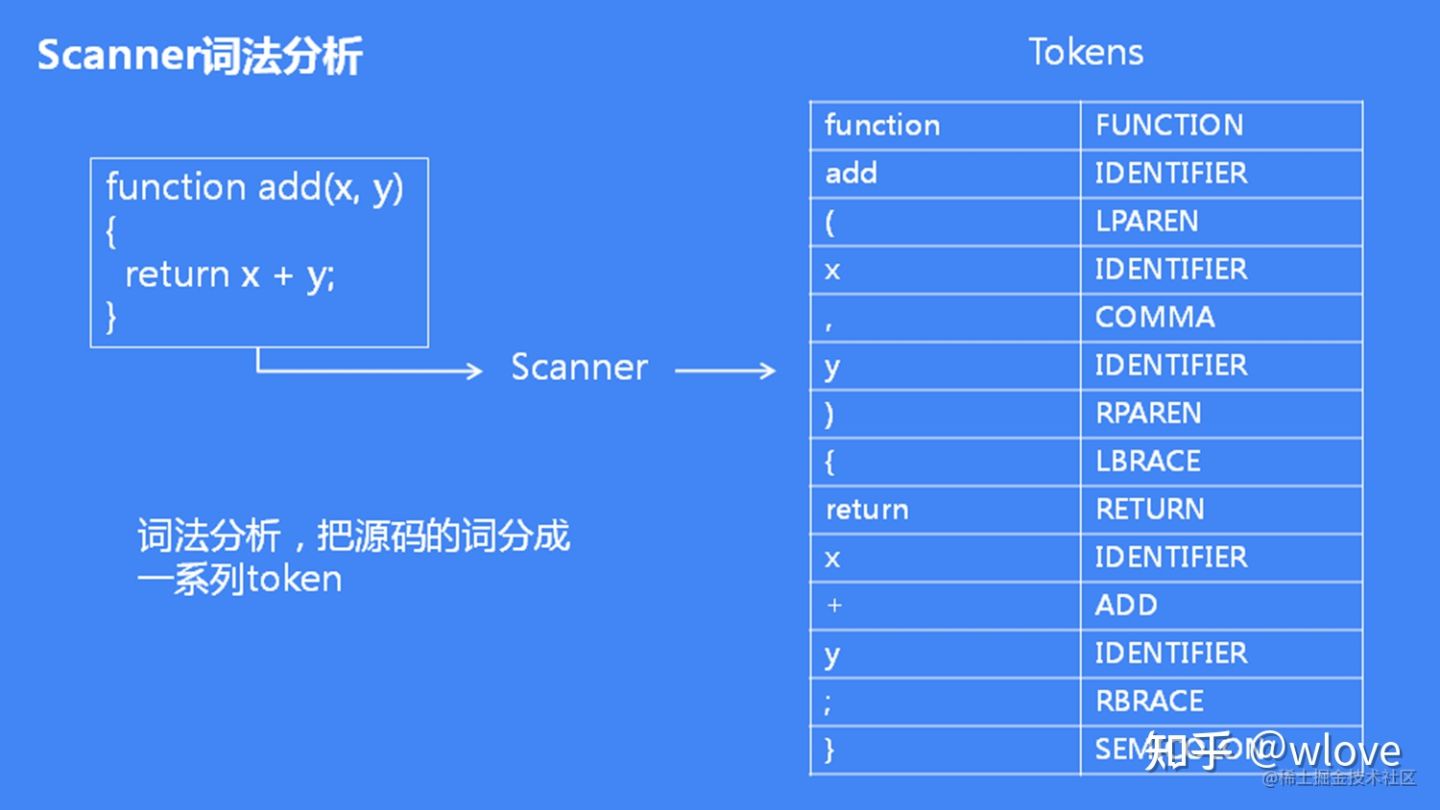 Scanner词法分析
function add(x, y)
{
return x + y;
}
Scanner
词法分析，把源码的词分成
一系列token
Tokens
function FUNCTION
add IDENTIFIER
( LPAREN
x IDENTIFIER
, COMMA
y IDENTIFIER
) RPAREN
{ LBRACE
return RETURN
x IDENTIFIER
+ ADD
y IDENTIFIER
; RBRACE
} SEMICOLON
知乎 @wlove
@稀土掘金技术社区